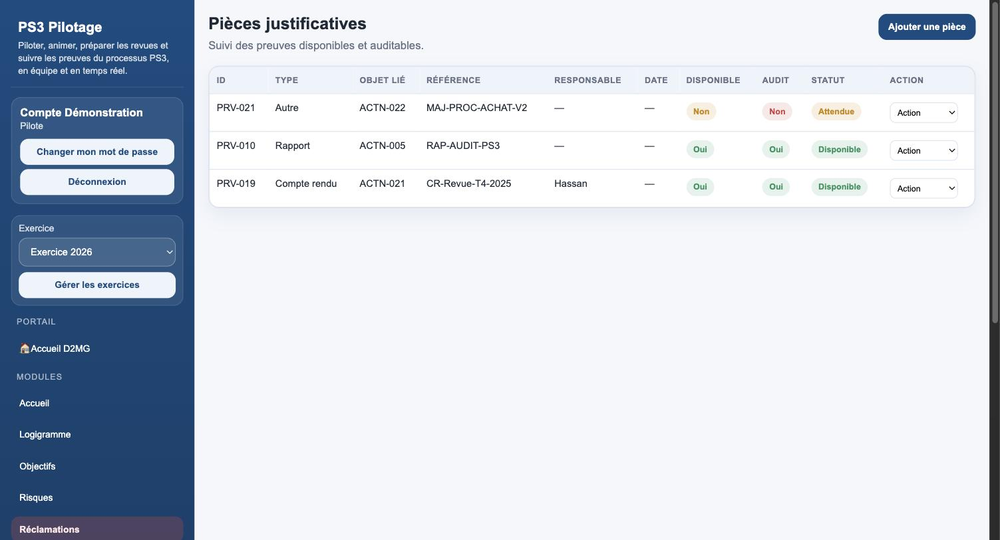 PS3 Pilotage
Piloter, animer, préparer les revues et
suivre les preuves du processus PS3,
en équipe et en temps réel.
Compte Démonstration
Pilote
Changer mon mot de passe
Déconnexion
Exercice
Exercice 2026
Gérer les exercices
PORTAIL
Accueil D2MG
MODULES
Accueil
Logigramme
Objectifs
Risques
Réclamations
Pièces justificatives
Suivi des preuves disponibles et auditables.
Ajouter une pièce
ID TYPE OBJET LIÉ RÉFÉRENCE RESPONSABLE DATE DISPONIBLE AUDIT STATUT ACTION
PRV-021 Autre ACTN-022 MAJ-PROC-ACHAT-V2 — — Non Non Attendue Action
PRV-010 Rapport ACTN-005 RAP-AUDIT-PS3 — — Oui Oui Disponible Action
PRV-019 Compte rendu ACTN-021 CR-Revue-T4-2025 Hassan — Oui Oui Disponible Action